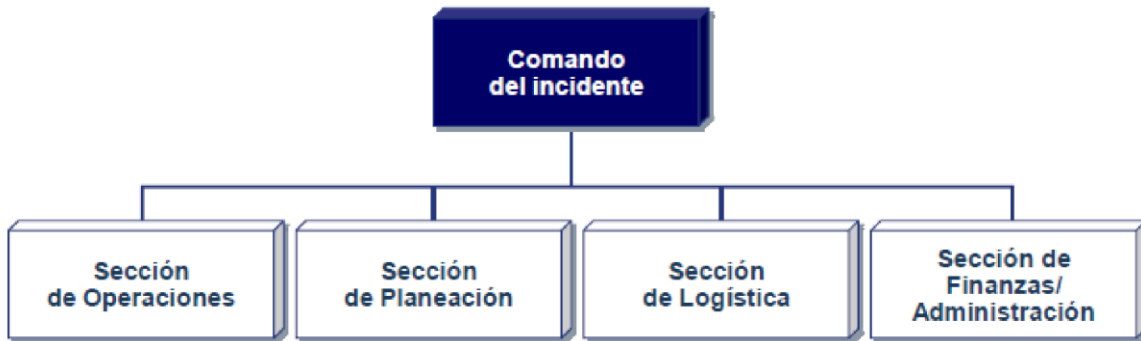 Comando
del incidente
Sección
de Operaciones
Sección
de Planeación
Sección
de Logística
Sección de
Finanzas/
Administración